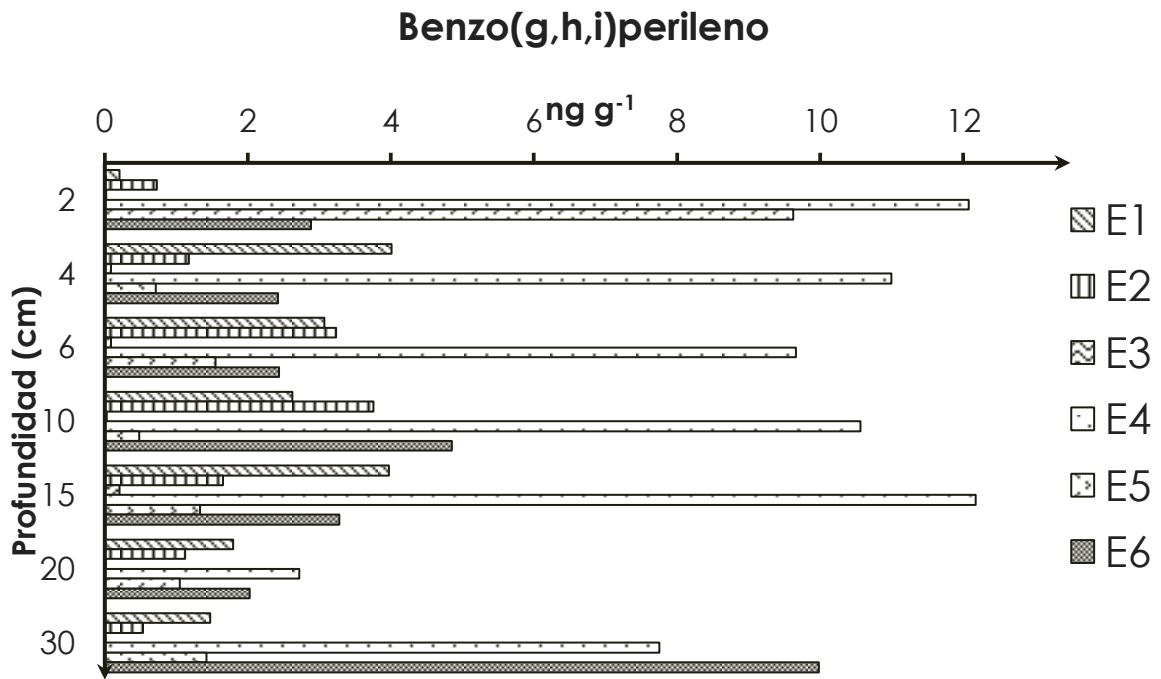 Benzo(g,h,i)perileno
ng g⁻¹
0 2 4 6 8 10 12
Profundidad (cm)
2
4
6
10
15
20
30
E1
E2
E3
E4
E5
E6